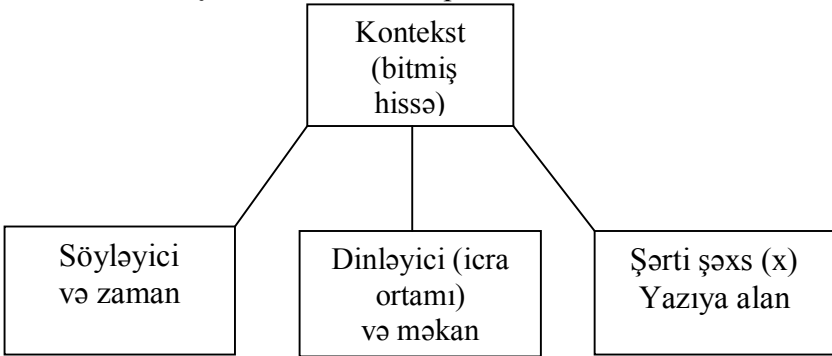 Kontekst
(bitmiş
hissə)
Söyləyici
və zaman
Dinləyici (icra
ortamı)
və məkan
Şərti şəxs (x)
Yazıya alan